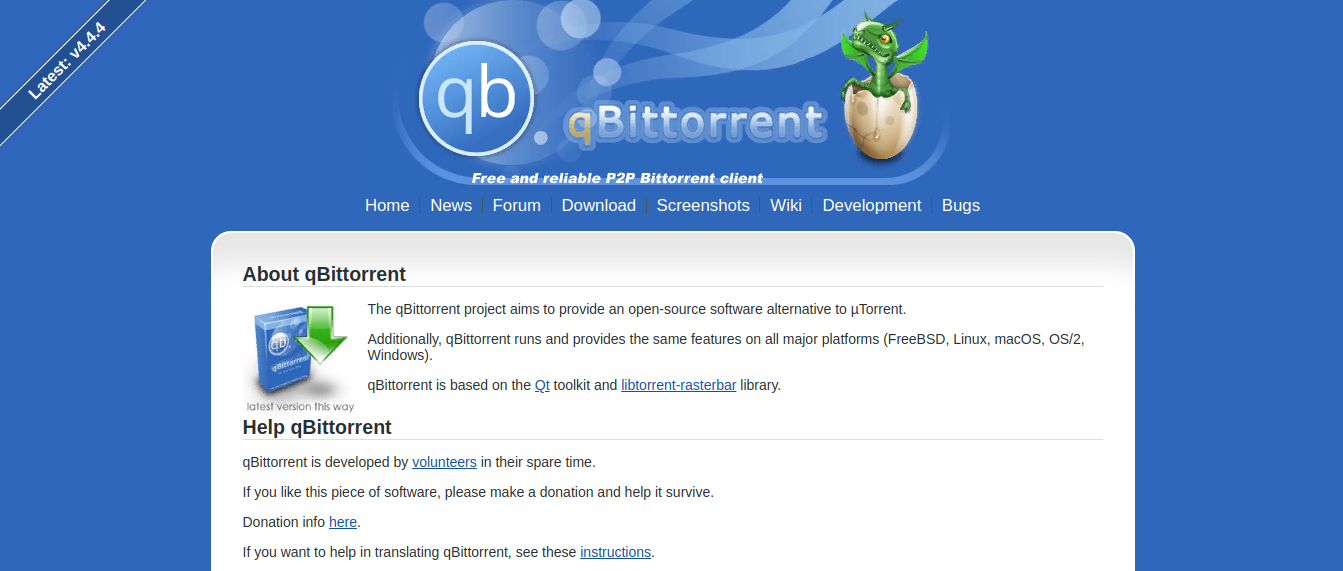 Latest: v4.4.4
qb
qBittorrent
Free and reliable P2P Bittorrent client
Home News Forum Download Screenshots Wiki Development Bugs
About qBittorrent
qb
qBittorrent
latest version this way
The qBittorrent project aims to provide an open-source software alternative to µTorrent.
Additionally, qBittorrent runs and provides the same features on all major platforms (FreeBSD, Linux, macOS, OS/2,
Windows).
qBittorrent is based on the Qt toolkit and libtorrent-rasterbar library.
Help qBittorrent
qBittorrent is developed by volunteers in their spare time.
If you like this piece of software, please make a donation and help it survive.
Donation info here.
If you want to help in translating qBittorrent, see these instructions.